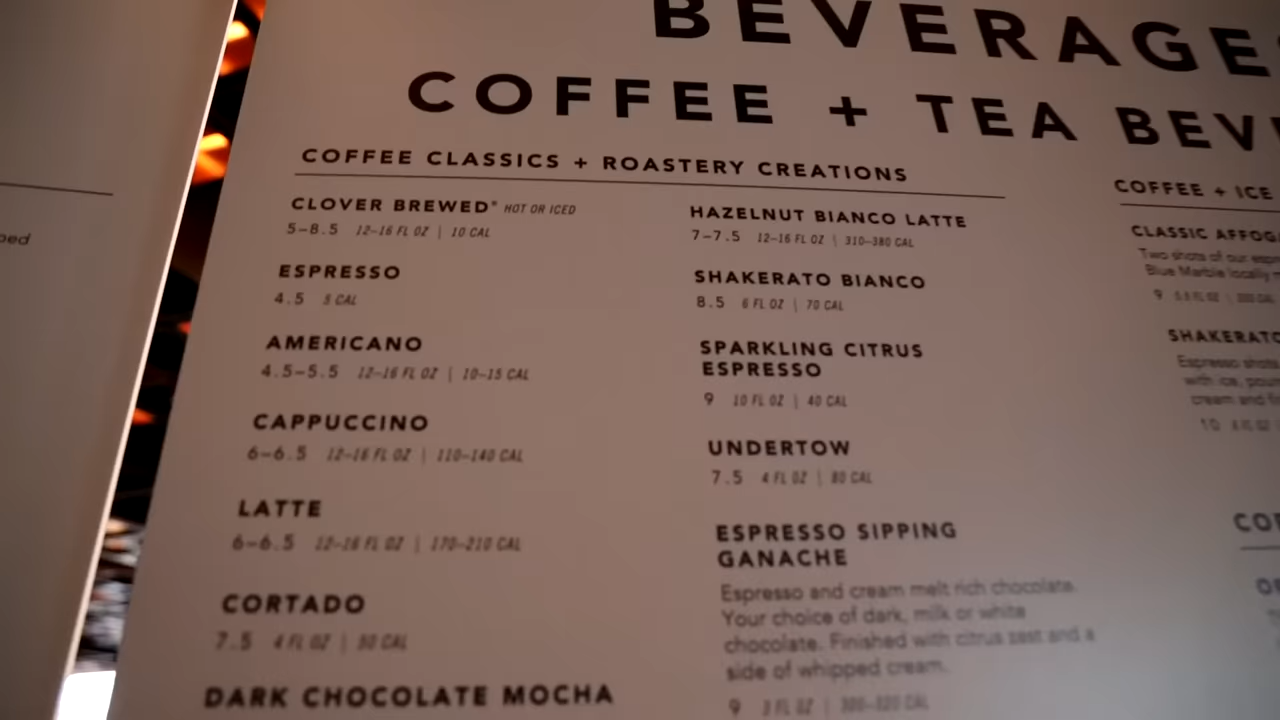 BEVERAGES
COFFEE + TEA BEV
COFFEE CLASSICS + ROASTERY CREATIONS
CLOVER BREWED® HOT OR ICED
5–8.5 12–16 FL OZ | 10 CAL
ESPRESSO
4.5 5 CAL
AMERICANO
4.5–5.5 12–16 FL OZ | 10–15 CAL
CAPPUCCINO
6–6.5 12–16 FL OZ | 110–140 CAL
LATTE
6–6.5 12–16 FL OZ | 170–210 CAL
CORTADO
7.5 4 FL OZ | 50 CAL
DARK CHOCOLATE MOCHA
HAZELNUT BIANCO LATTE
7–7.5 12–16 FL OZ | 310–380 CAL
SHAKERATO BIANCO
8.5 6 FL OZ | 70 CAL
SPARKLING CITRUS
ESPRESSO
9 10 FL OZ | 40 CAL
UNDERTOW
7.5 4 FL OZ | 80 CAL
ESPRESSO SIPPING
GANACHE
Espresso and cream melt rich chocolate.
Your choice of dark, milk or white
chocolate. Finished with citrus zest and a
side of whipped cream.
9 3 FL OZ | CAL
COFFEE + ICE
CLASSIC AFFOG
Two shots of our espr
Blue Marble locally
9
SHAKERATO
Espresso shots
with ice, pour
cream and
10